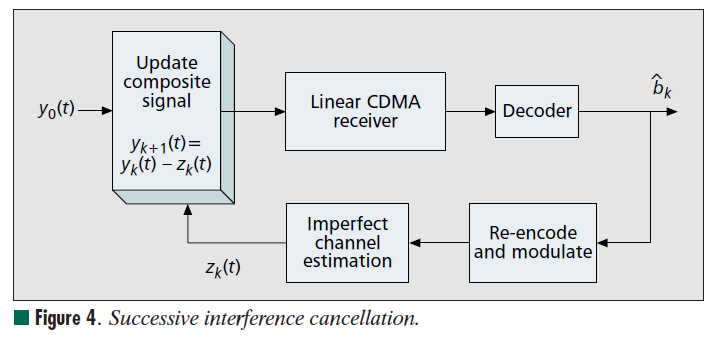 Update
composite
signal
y0(t)
yk+1(t)=
yk(t) – zk(t)
Linear CDMA
receiver
Decoder
b̂k
Imperfect
channel
estimation
Re-encode
and modulate
zk(t)
Figure 4. Successive interference cancellation.